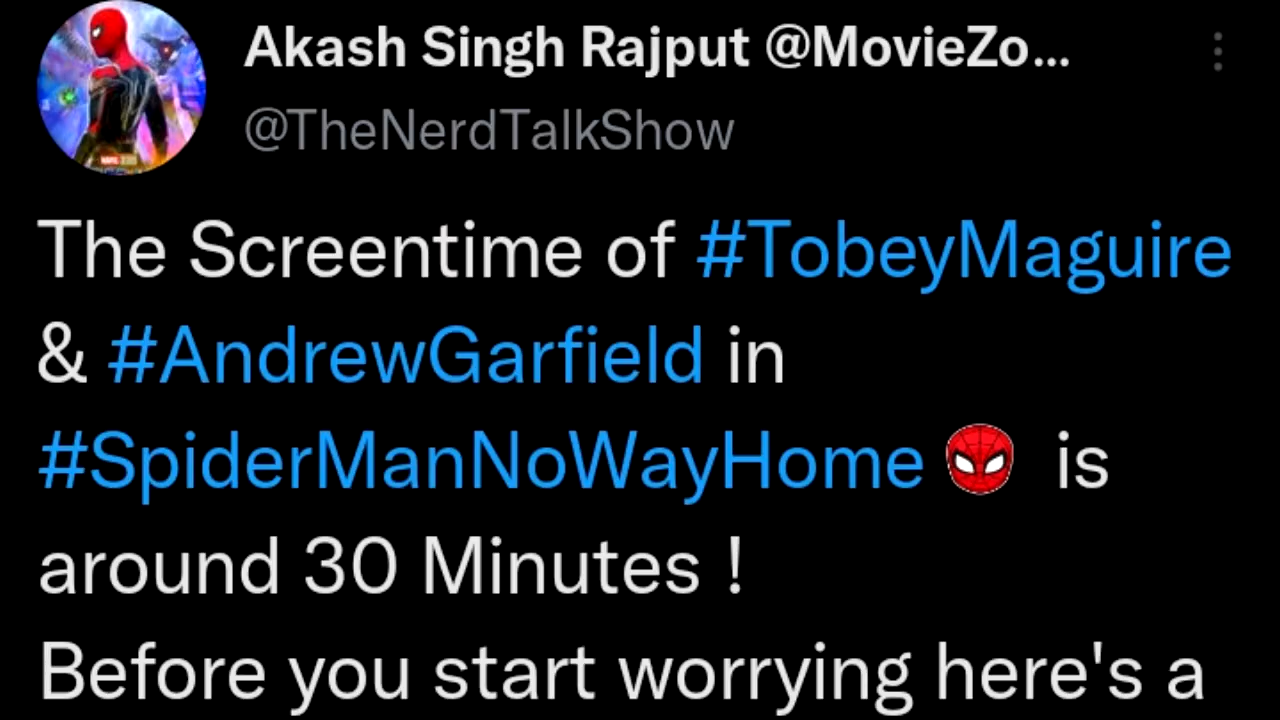 Akash Singh Rajput @MovieZo...
@TheNerdTalkShow
The Screentime of #TobeyMaguire
& #AndrewGarfield in
#SpiderManNoWayHome is
around 30 Minutes !
Before you start worrying here's a